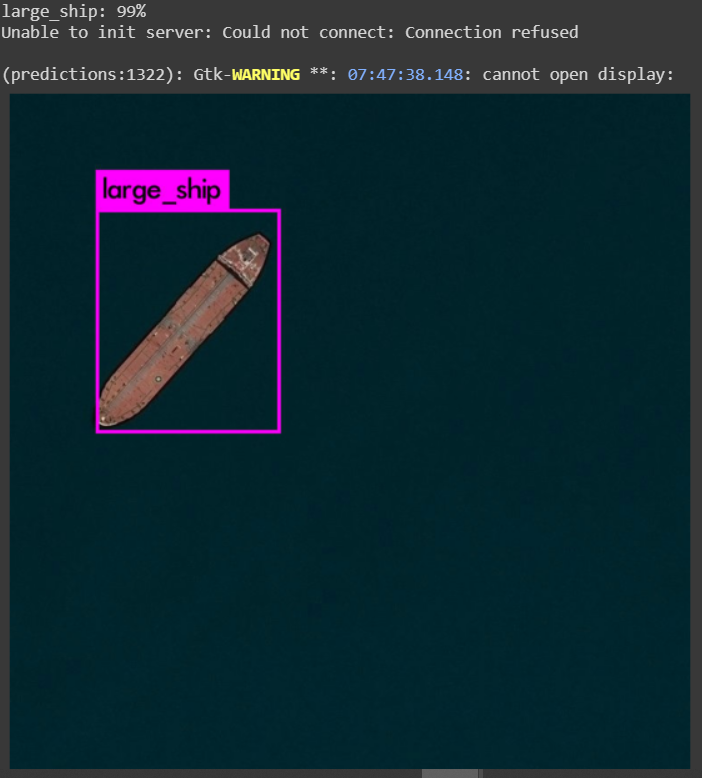 large_ship: 99%
Unable to init server: Could not connect: Connection refused
(predictions:1322): Gtk-WARNING **: 07:47:38.148: cannot open display:
large_ship